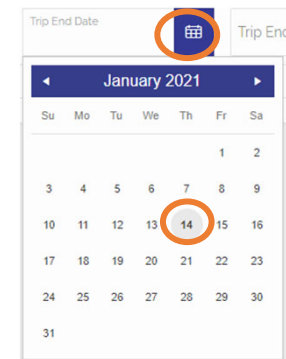 Trip End Date
Trip End
January 2021
Su Mo Tu We Th Fr Sa
1 2
3 4 5 6 7 8 9
10 11 12 13 14 15 16
17 18 19 20 21 22 23
24 25 26 27 28 29 30
31